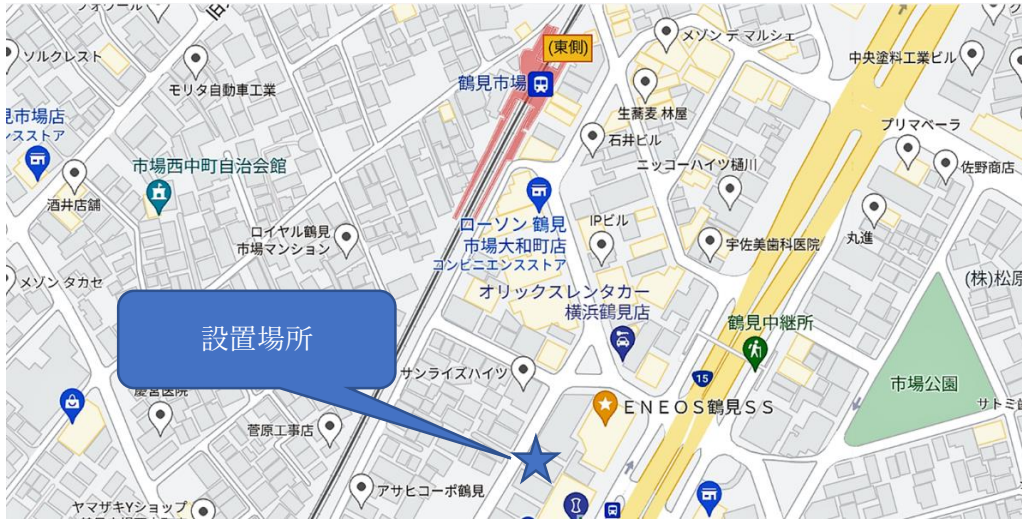 ソルクレスト
モリタ自動車工業
(東側)
鶴見市場
メゾン デ マルシェ
中央塗料工業ビル
生蕎麦 林屋
石井ビル
プリマベーラ
見市場店
ンスストア
市場西中町自治会館
ニッコーハイツ樋川
佐野商店
酒井店舗
ロイヤル鶴見
市場マンション
ローソン 鶴見
市場大和町店
コンビニエンスストア
IPビル
宇佐美歯科医院
丸進
メゾン タカセ
(株)松原
オリックスレンタカー
横浜鶴見店
設置場所
鶴見中継所
サンライズハイツ
15
市場公園
ENEOS鶴見SS
サトミ歯
菅原工事店
アサヒコーポ鶴見
ヤマザキYショップ